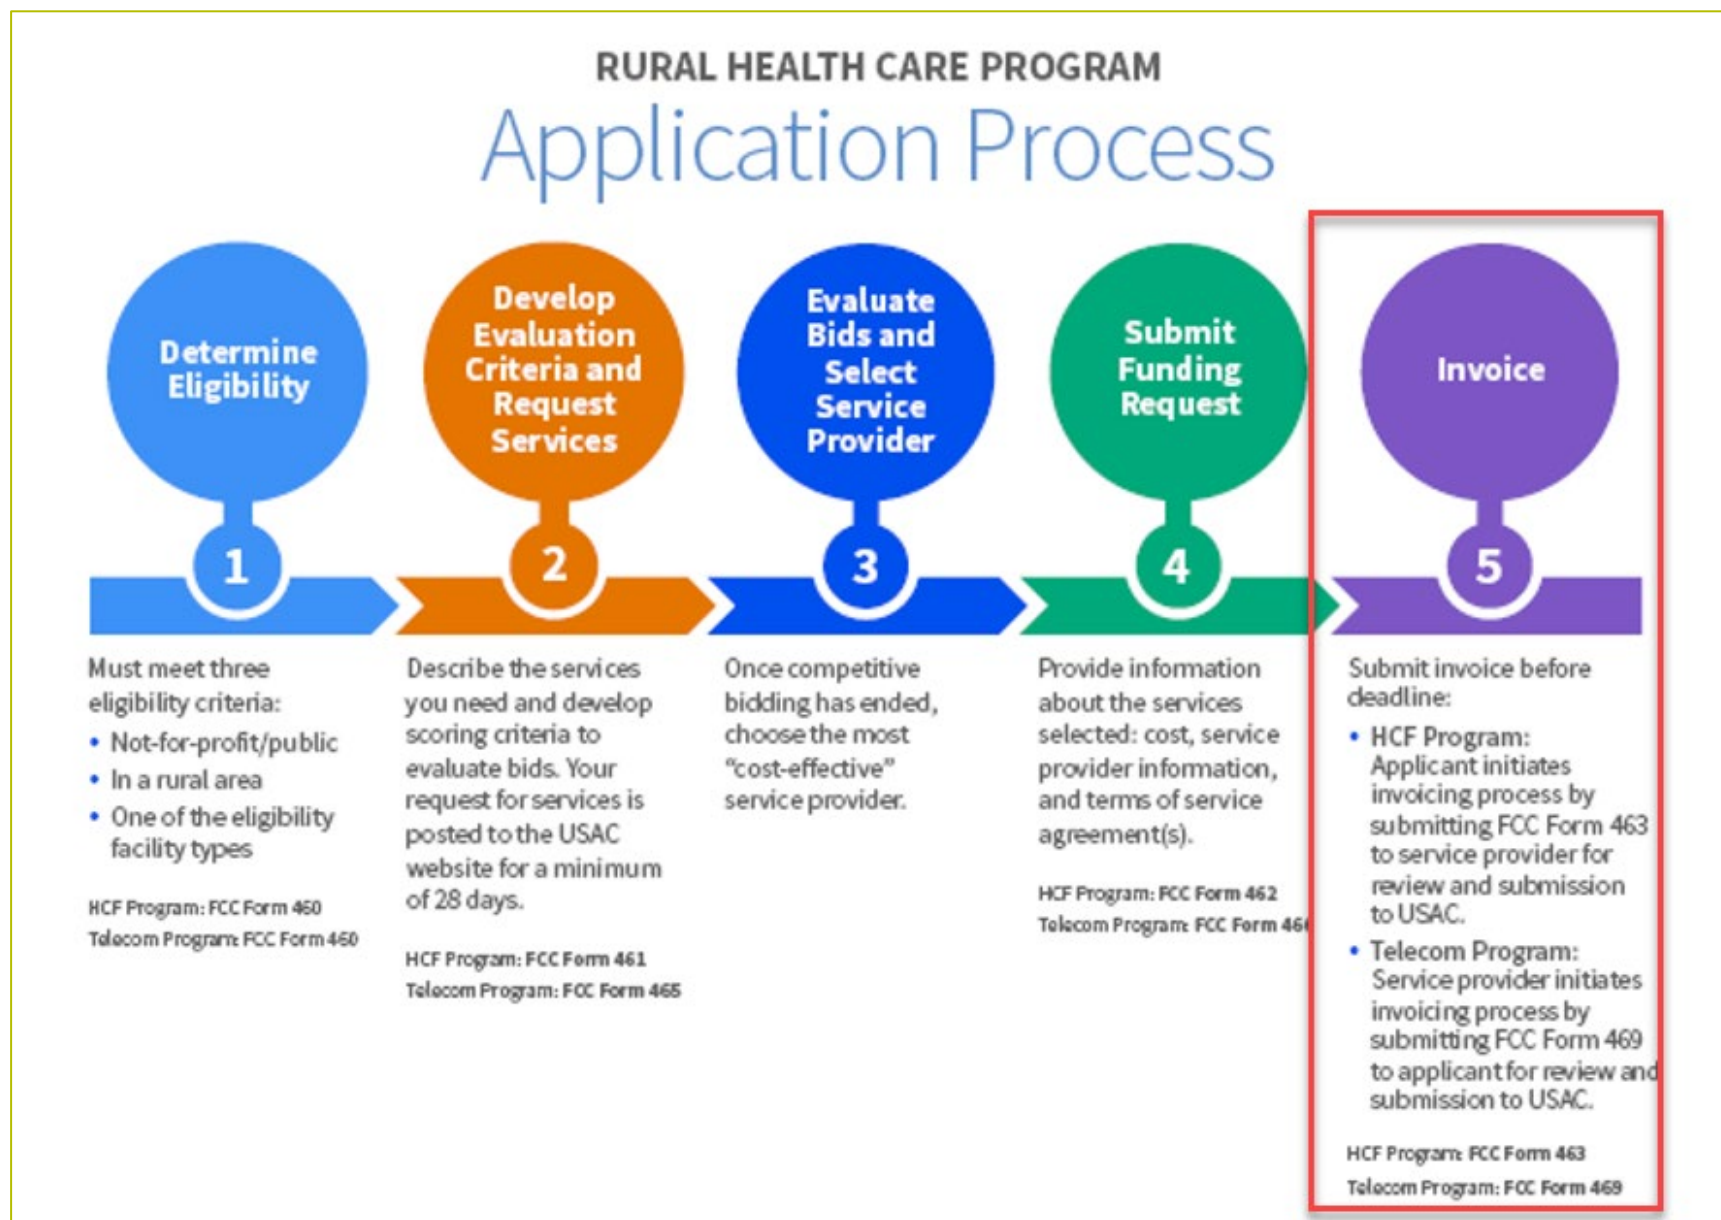 RURAL HEALTH CARE PROGRAM
Application Process
Determine
Eligibility
1
Must meet three
eligibility criteria:
• Not-for-profit/public
• In a rural area
• One of the eligibility
facility types
HCF Program: FCC Form 460
Telecom Program: FCC Form 460
Develop
Evaluation
Criteria and
Request
Services
2
Describe the services
you need and develop
scoring criteria to
evaluate bids. Your
request for services is
posted to the USAC
website for a minimum
of 28 days.
HCF Program: FCC Form 461
Telecom Program: FCC Form 465
Evaluate
Bids and
Select
Service
Provider
3
Once competitive
bidding has ended,
choose the most
“cost-effective”
service provider.
Submit
Funding
Request
4
Provide information
about the services
selected: cost, service
provider information,
and terms of service
agreement(s).
HCF Program: FCC Form 462
Telecom Program: FCC Form
Invoice
5
Submit invoice before
deadline:
• HCF Program:
Applicant initiates
invoicing process by
submitting FCC Form 463
to service provider for
review and submission
to USAC.
• Telecom Program:
Service provider initiates
invoicing process by
submitting FCC Form 469
to applicant for review and
submission to USAC.
HCF Program: FCC Form 463
Telecom Program: FCC Form 469